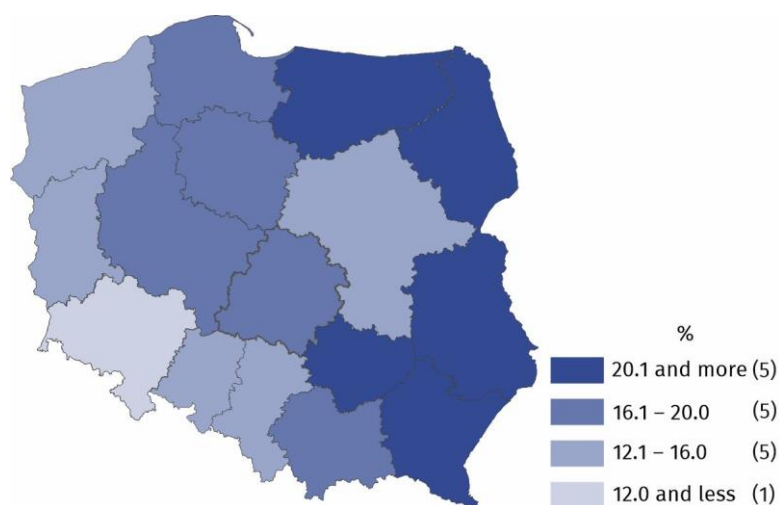 %
20.1 and more (5)
16.1 – 20.0 (5)
12.1 – 16.0 (5)
12.0 and less (1)